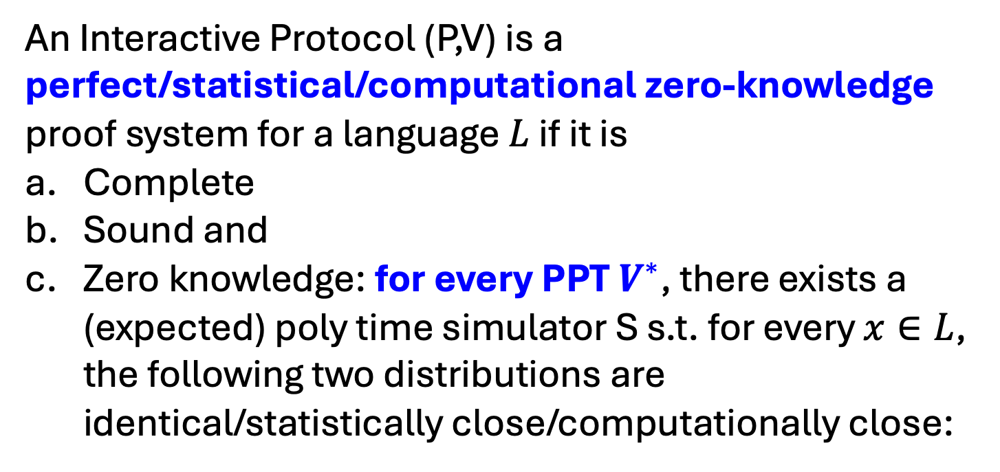 An Interactive Protocol (P,V) is a
perfect/statistical/computational zero-knowledge
proof system for a language L if it is
a. Complete
b. Sound and
c. Zero knowledge: for every PPT V*, there exists a
(expected) poly time simulator S s.t. for every x ∈ L,
the following two distributions are
identical/statistically close/computationally close: